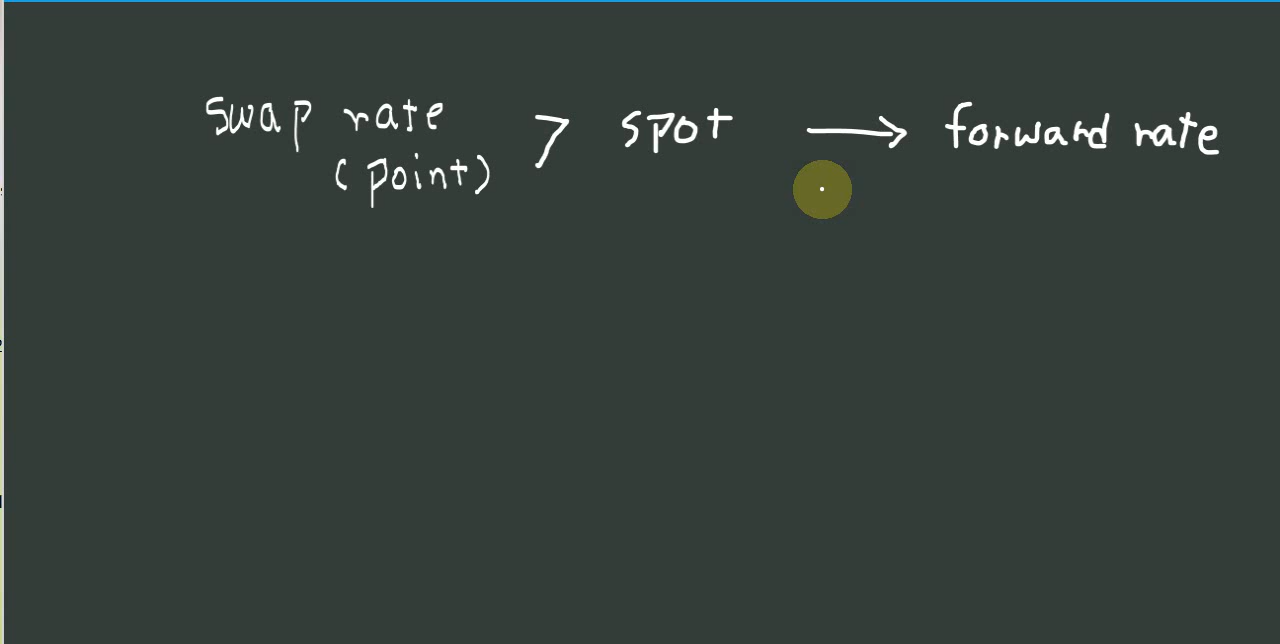 swap rate > spot → forward rate
(point)